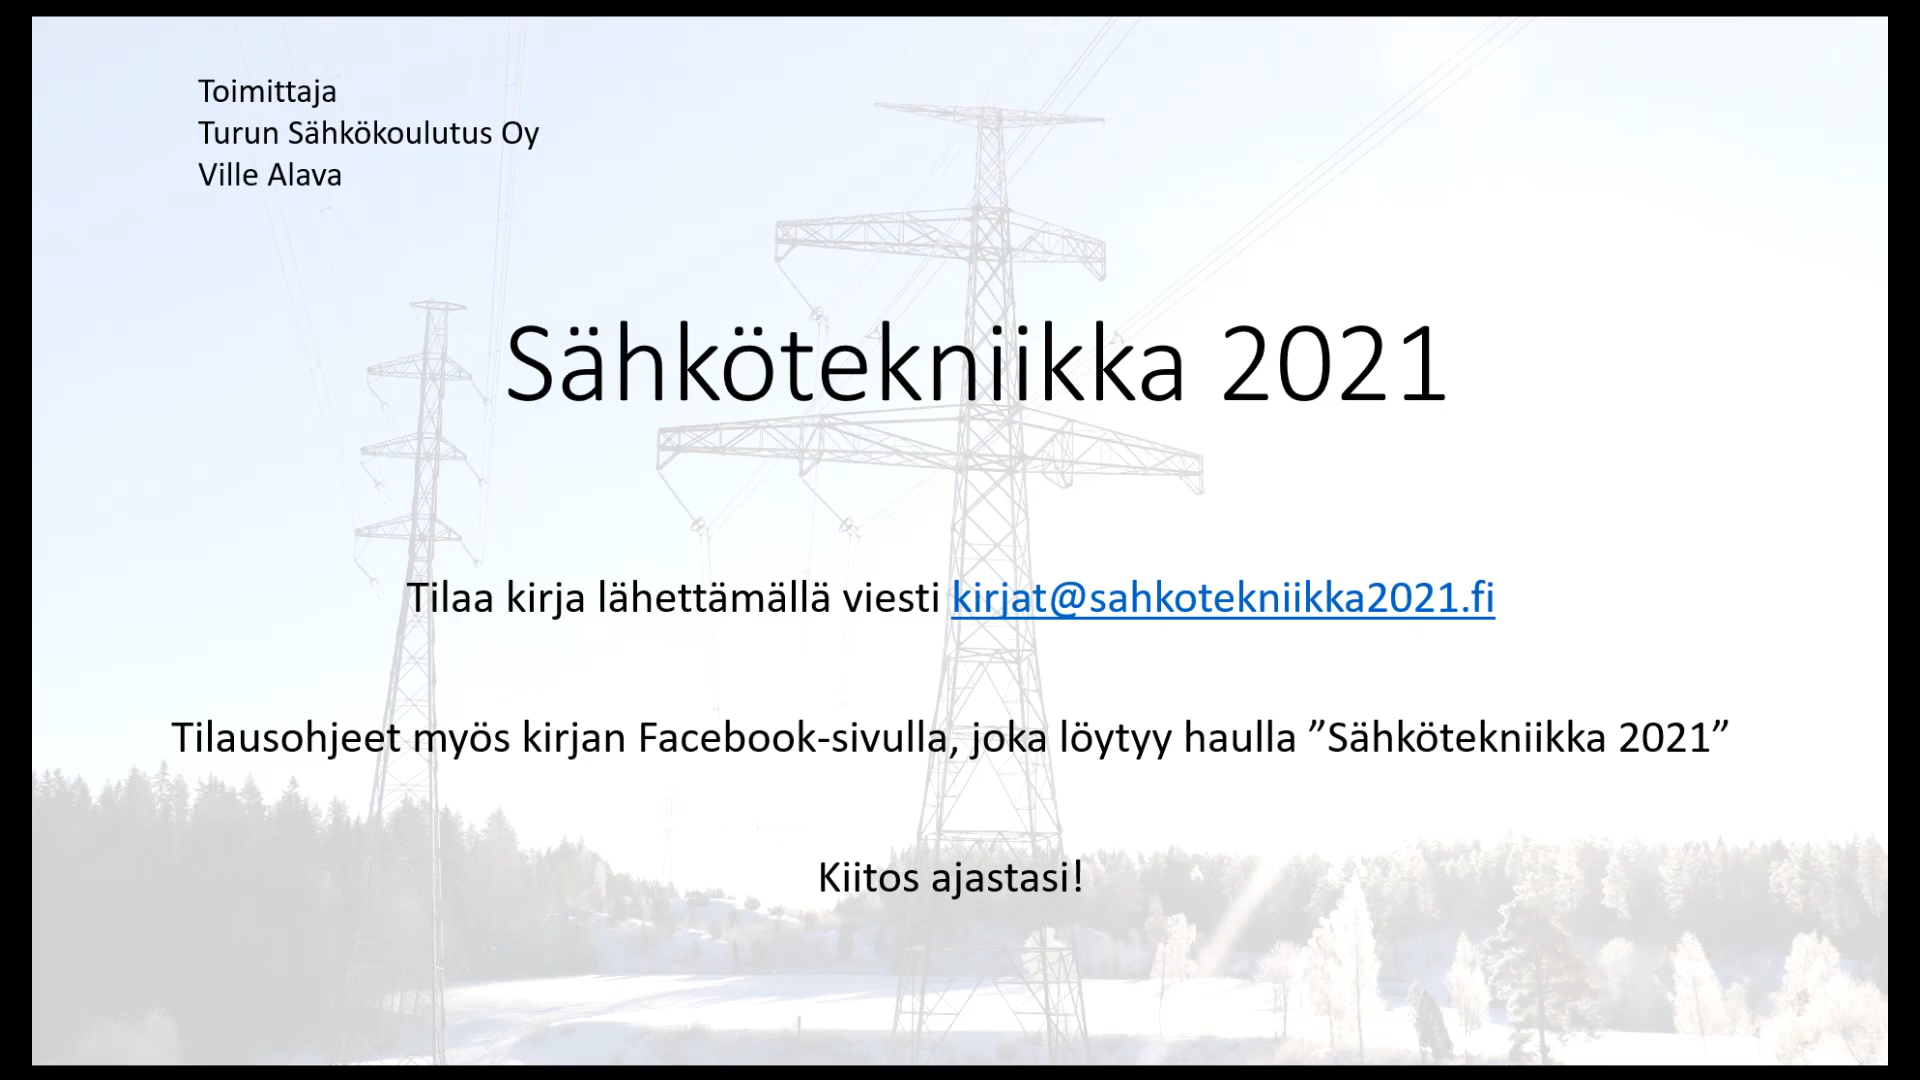 Toimittaja
Turun Sähkökoulutus Oy
Ville Alava
Sähkötekniikka 2021
Tilaa kirja lähettämällä viesti kirjat@sahkotekniikka2021.fi
Tilausohjeet myös kirjan Facebook-sivulla, joka löytyy haulla ”Sähkötekniikka 2021”
Kiitos ajastasi!